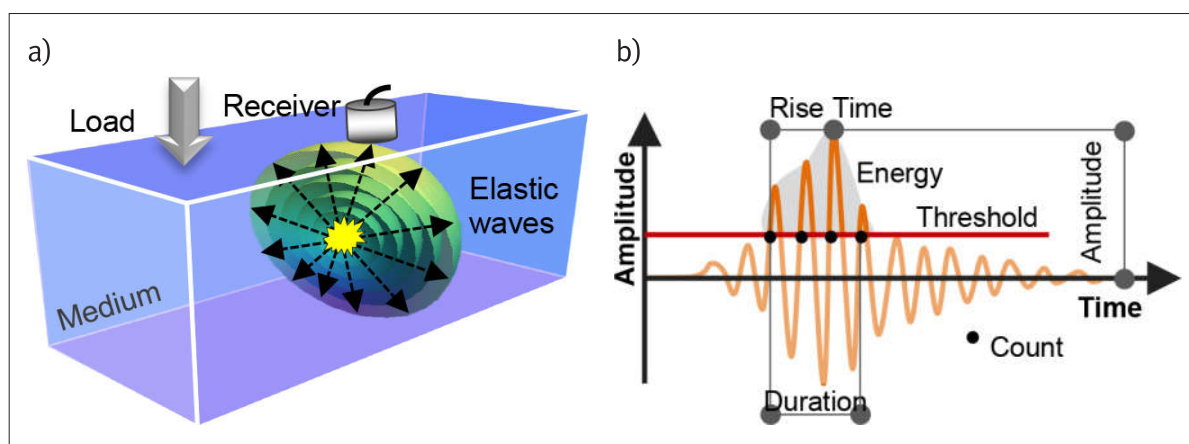 a)
Load
Receiver
Elastic
waves
Medium
b)
Rise Time
Energy
Threshold
Amplitude
Amplitude
Time
Count
Duration